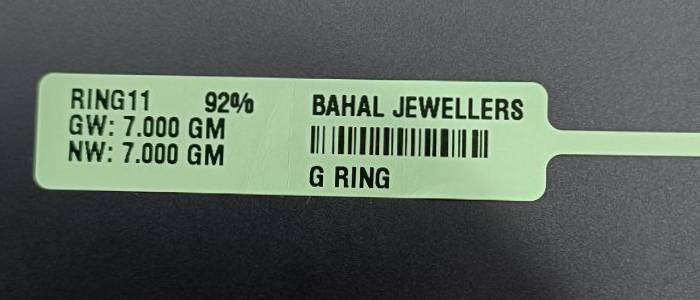 RING11 92%
GW: 7.000 GM
NW: 7.000 GM
BAHAL JEWELLERS
G RING